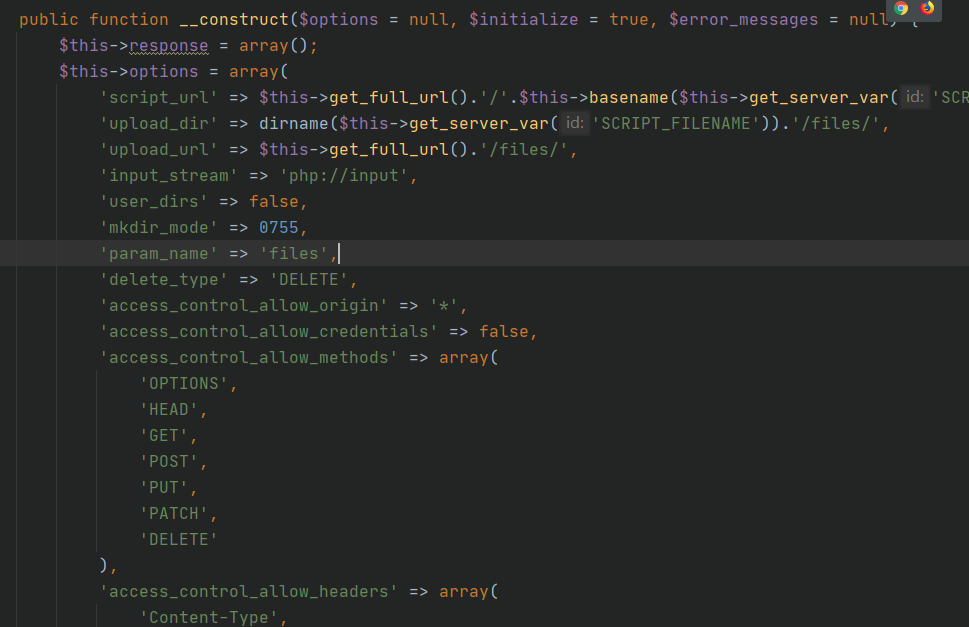 public function __construct($options = null, $initialize = true, $error_messages = null) {
    $this->response = array();
    $this->options = array(
        'script_url' => $this->get_full_url().'/'.$this->basename($this->get_server_var( id: 'SCR
        'upload_dir' => dirname($this->get_server_var( id: 'SCRIPT_FILENAME')).'/files/',
        'upload_url' => $this->get_full_url().'/files/',
        'input_stream' => 'php://input',
        'user_dirs' => false,
        'mkdir_mode' => 0755,
        'param_name' => 'files',
        'delete_type' => 'DELETE',
        'access_control_allow_origin' => '*',
        'access_control_allow_credentials' => false,
        'access_control_allow_methods' => array(
            'OPTIONS',
            'HEAD',
            'GET',
            'POST',
            'PUT',
            'PATCH',
            'DELETE'
        ),
        'access_control_allow_headers' => array(
            'Content-Type',